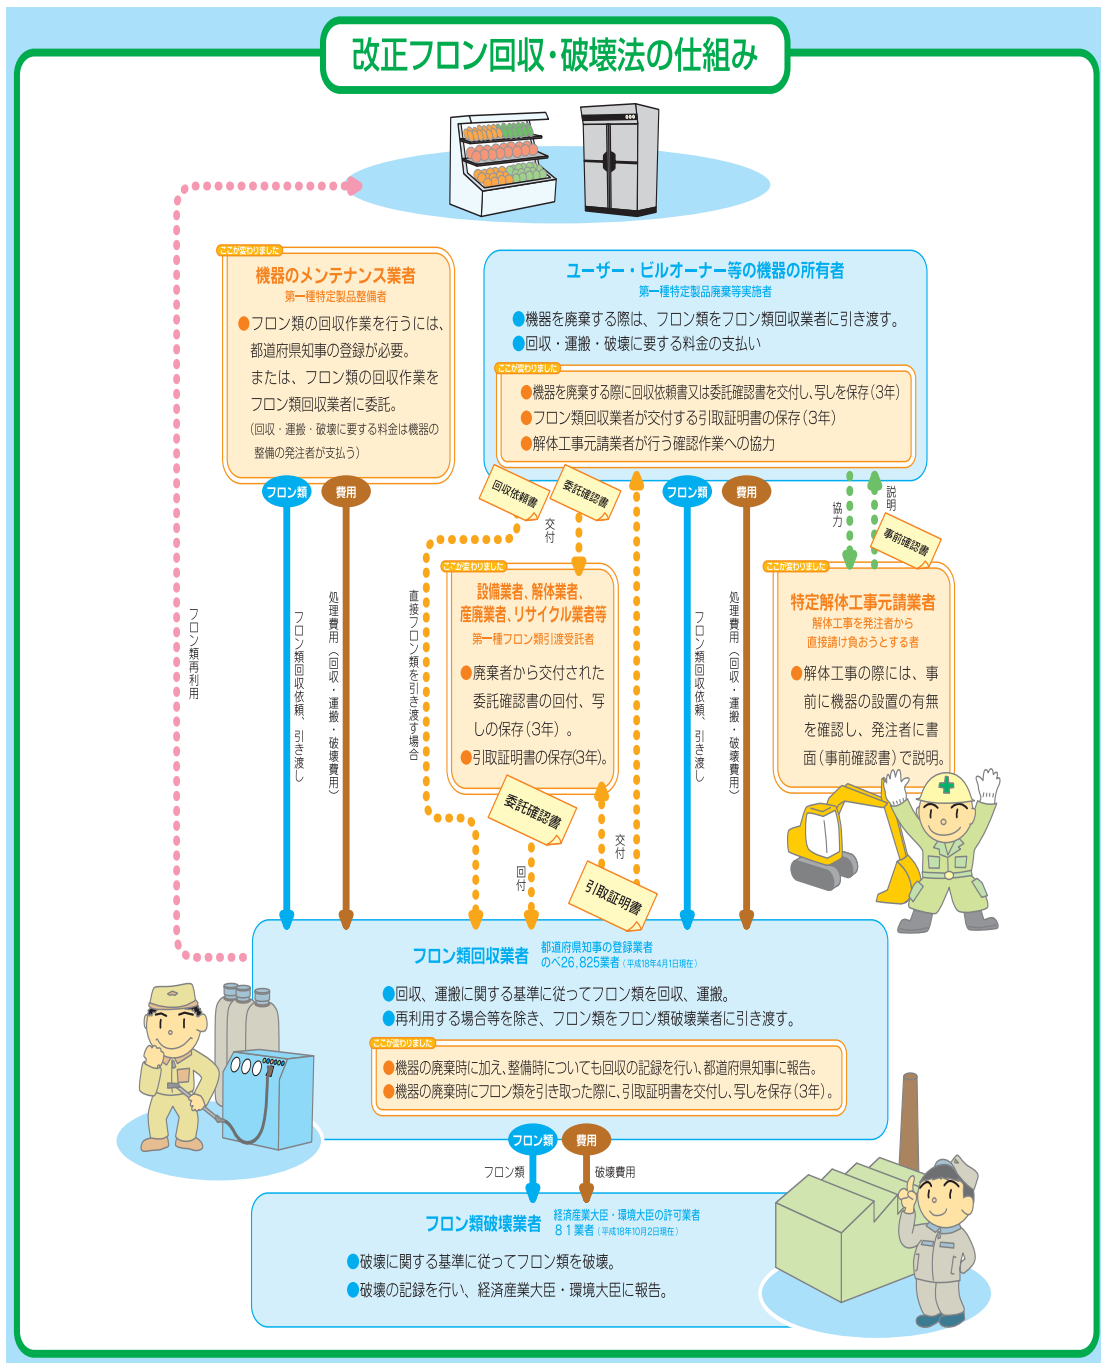 改正フロン回収・破壊法の仕組み
ここが変わりました
機器のメンテナンス業者
第一種特定製品整備者
●フロン類の回収作業を行うには、
都道府県知事の登録が必要。
または、フロン類の回収作業を
フロン類回収業者に委託。
(回収・運搬・破壊に要する料金は機器の
整備の発注者が支払う)
フロン類
費用
ユーザー・ビルオーナー等の機器の所有者
第一種特定製品廃棄等実施者
●機器を廃棄する際は、フロン類をフロン類回収業者に引き渡す。
●回収・運搬・破壊に要する料金の支払い
ここが変わりました
●機器を廃棄する際に回収依頼書又は委託確認書を交付し、写しを保存(3年)
●フロン類回収業者が交付する引取証明書の保存(3年)
●解体工事元請業者が行う確認作業への協力
回収依頼書
委託確認書
交付
フロン類
費用
協力
説明
事前確認書
フロン類再利用
フロン類回収依頼、引き渡し
処理費用(回収・運搬・破壊費用)
直接フロン類を引き渡す場合
ここが変わりました
設備業者、解体業者、
産廃業者、リサイクル業者等
第一種フロン類引渡受託者
●廃棄者から交付された
委託確認書の回付、写
しの保存(3年)。
●引取証明書の保存(3年)。
委託確認書
回付
交付
引取証明書
フロン類回収依頼、引き渡し
処理費用(回収・運搬・破壊費用)
ここが変わりました
特定解体工事元請業者
解体工事を発注者から
直接請け負おうとする者
●解体工事の際には、事
前に機器の設置の有無
を確認し、発注者に書
面(事前確認書)で説明。
フロン類回収業者
都道府県知事の登録業者
のべ26,825業者(平成18年4月1日現在)
●回収、運搬に関する基準に従ってフロン類を回収、運搬。
●再利用する場合等を除き、フロン類をフロン類破壊業者に引き渡す。
ここが変わりました
●機器の廃棄時に加え、整備時についても回収の記録を行い、都道府県知事に報告。
●機器の廃棄時にフロン類を引き取った際に、引取証明書を交付し、写しを保存(3年)。
フロン類
費用
フロン類
破壊費用
フロン類破壊業者
経済産業大臣・環境大臣の許可業者
81業者(平成18年10月2日現在)
●破壊に関する基準に従ってフロン類を破壊。
●破壊の記録を行い、経済産業大臣・環境大臣に報告。